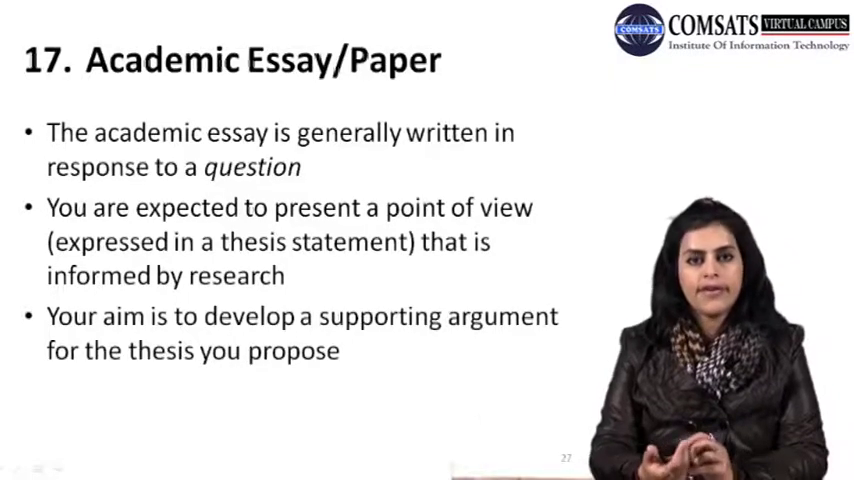 COMSATS VIRTUAL CAMPUS
COMSATS
Institute Of Information Technology
17. Academic Essay/Paper
• The academic essay is generally written in
response to a question
• You are expected to present a point of view
(expressed in a thesis statement) that is
informed by research
• Your aim is to develop a supporting argument
for the thesis you propose
27